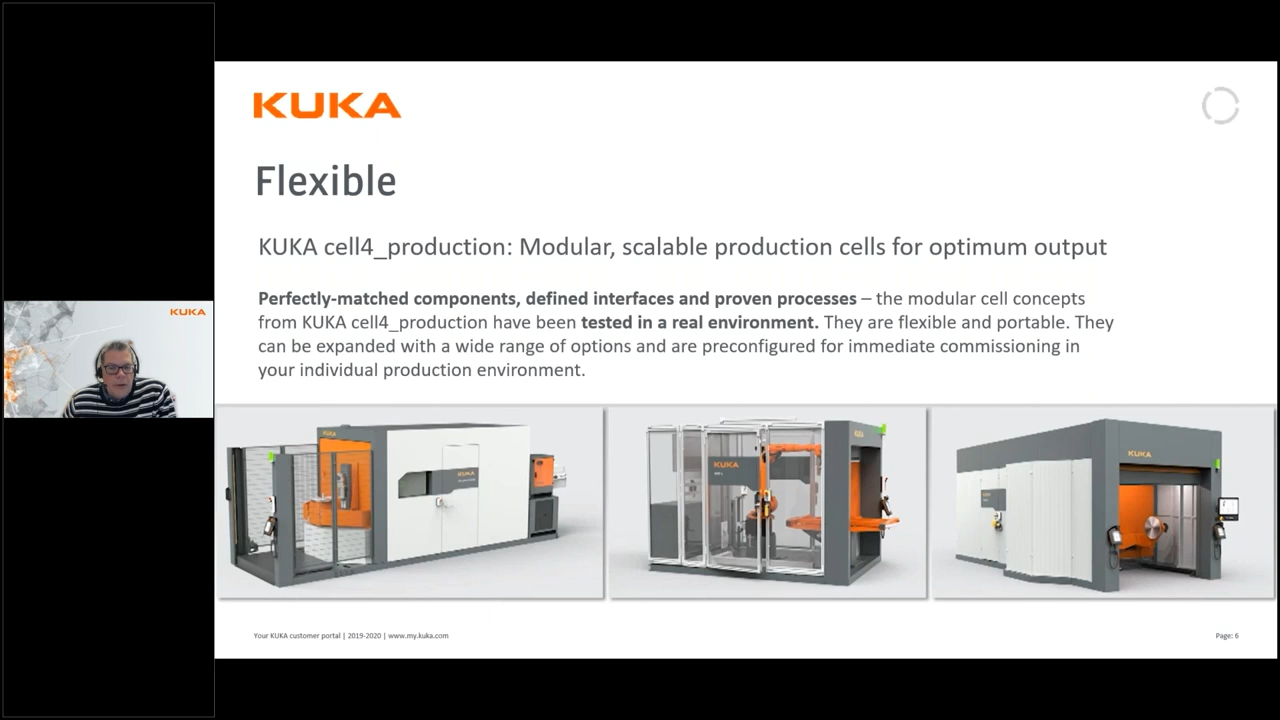 KUKA
KUKA
Flexible
KUKA cell4_production: Modular, scalable production cells for optimum output
Perfectly-matched components, defined interfaces and proven processes – the modular cell concepts
from KUKA cell4_production have been tested in a real environment. They are flexible and portable. They
can be expanded with a wide range of options and are preconfigured for immediate commissioning in
your individual production environment.
KUKA
KUKA
KUKA
KUKA
KUKA
Your KUKA customer portal | 2019-2020 | www.my.kuka.com
Page: 6